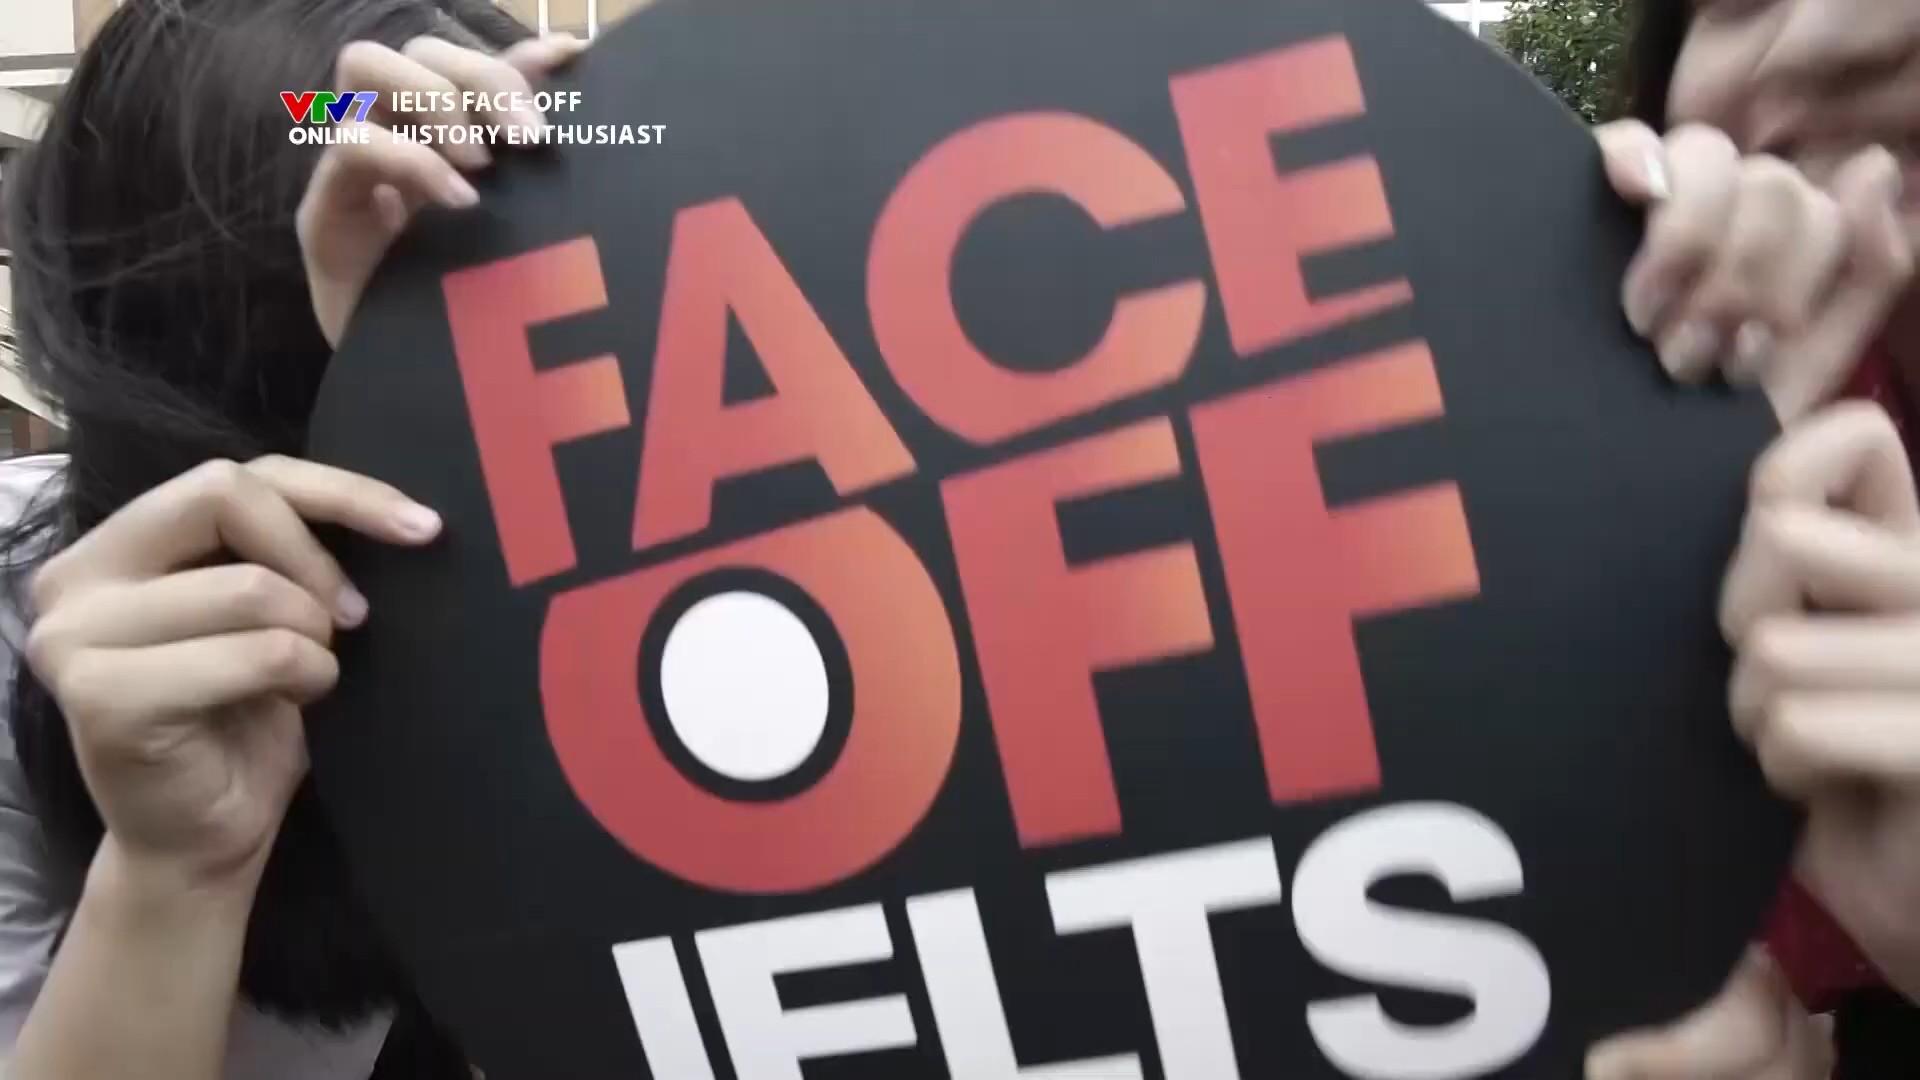 VTV7 IELTS FACE-OFF
ONLINE HISTORY ENTHUSIAST
FACE
OFF
IELTS